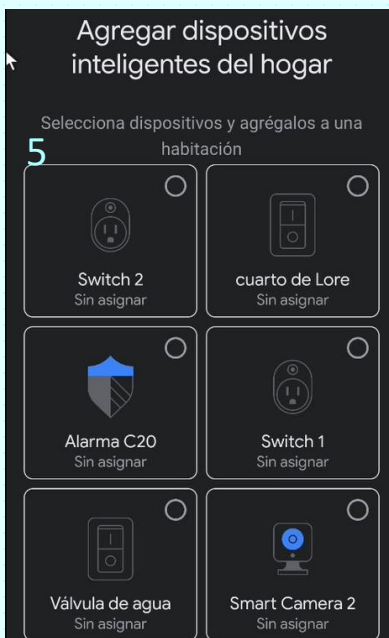 Agregar dispositivos
inteligentes del hogar
Selecciona dispositivos y agrégalos a una
habitación
5
Switch 2
Sin asignar
cuarto de Lore
Sin asignar
Alarma C20
Sin asignar
Switch 1
Sin asignar
Válvula de agua
Sin asignar
Smart Camera 2
Sin asignar